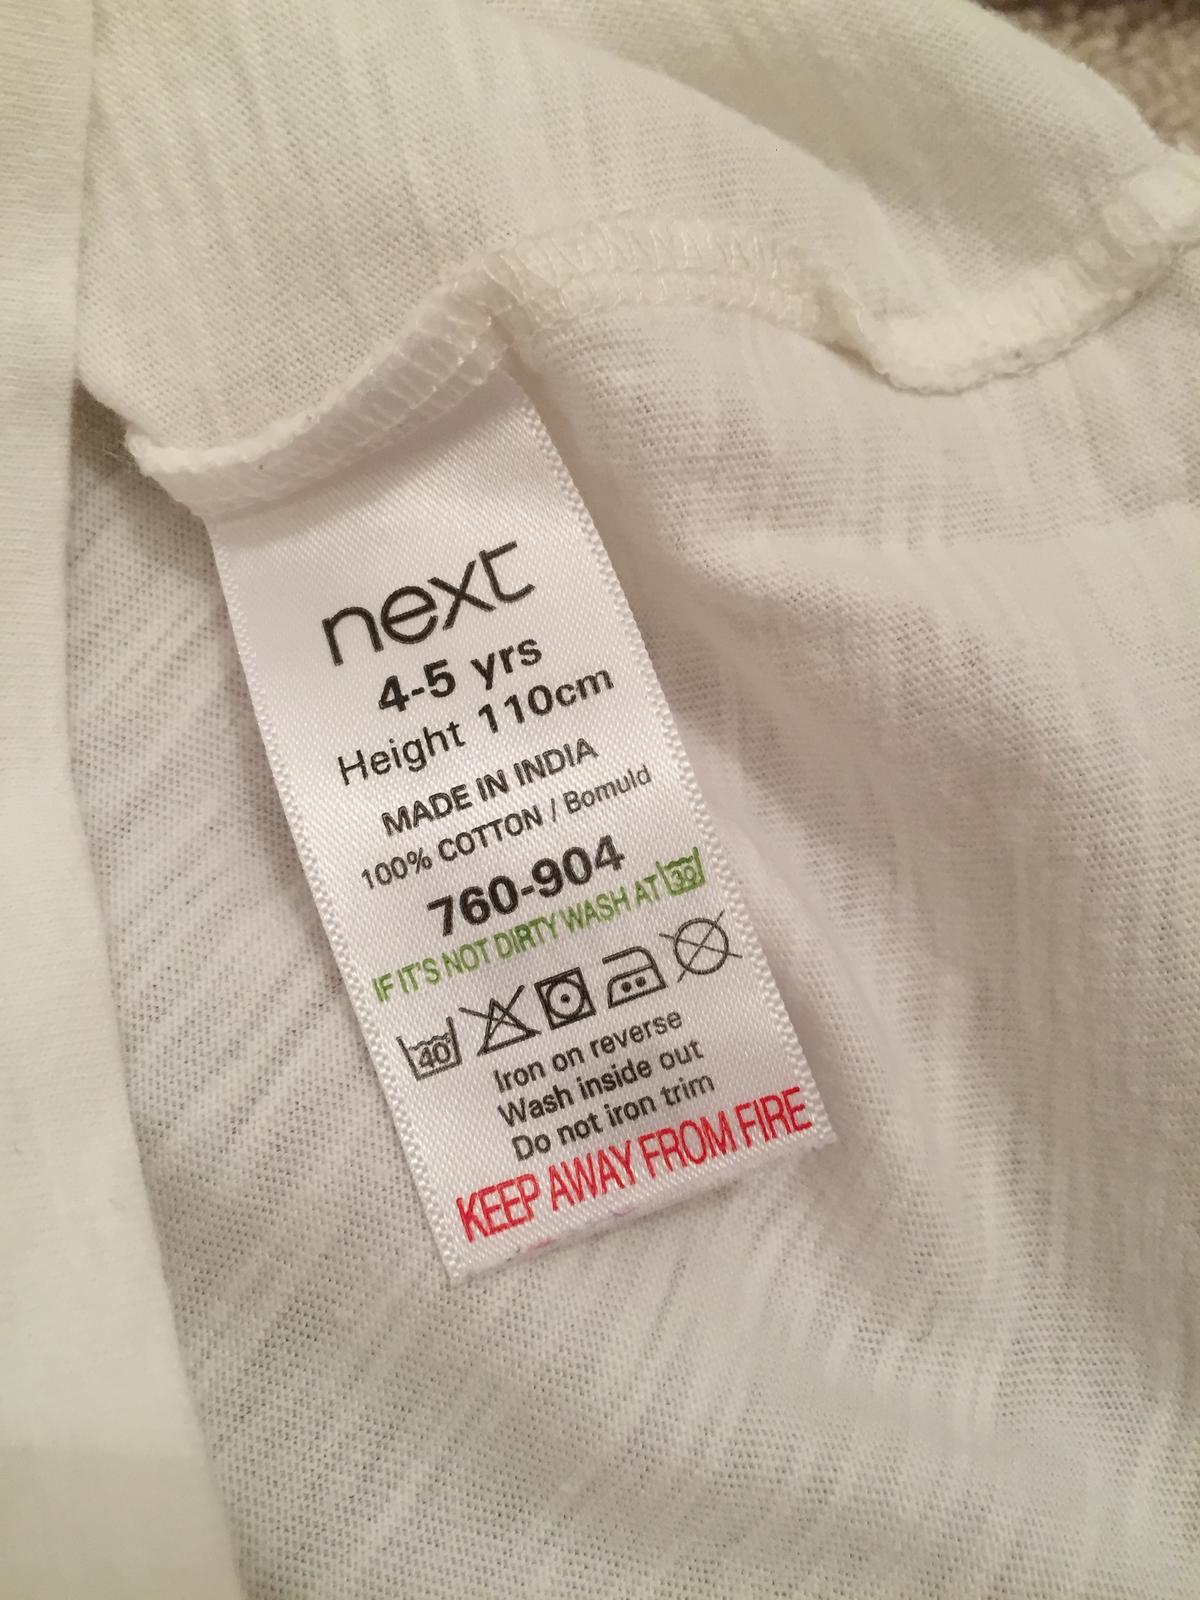 next
4-5 yrs
Height 110cm
MADE IN INDIA
100% COTTON / Bomuld
760-904
IF IT'S NOT DIRTY WASH AT 30
40
Iron on reverse
Wash inside out
Do not iron trim
KEEP AWAY FROM FIRE